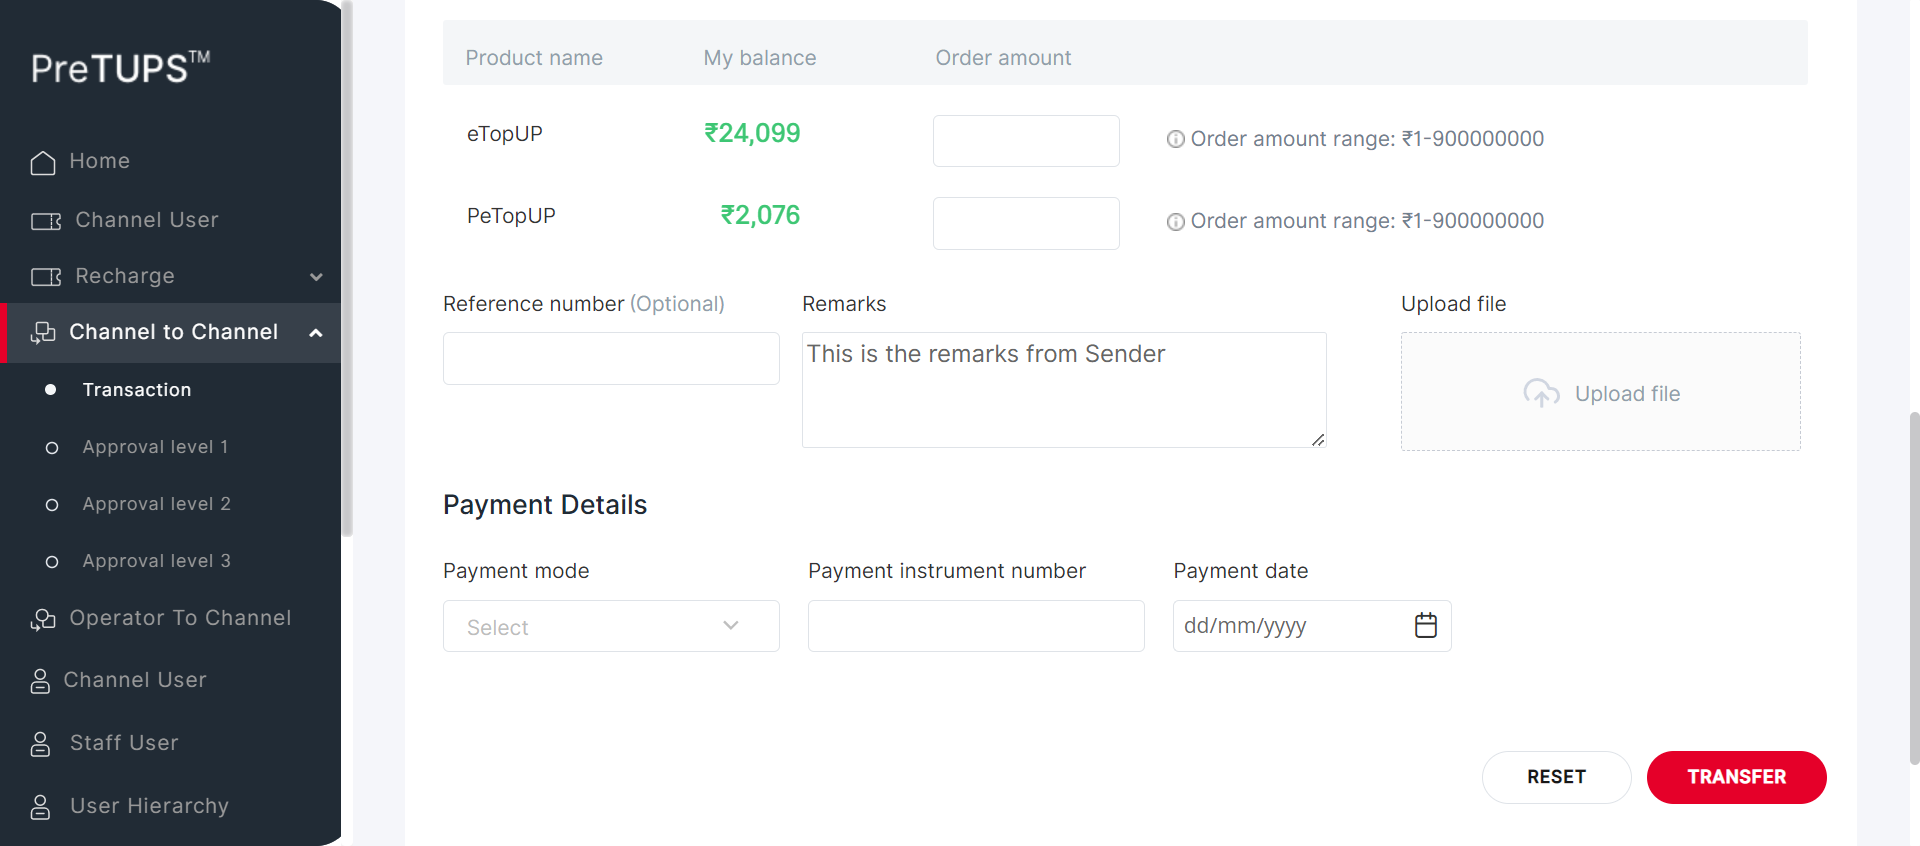 PreTUPS™
Home
Channel User
Recharge
Channel to Channel
Transaction
Approval level 1
Approval level 2
Approval level 3
Operator To Channel
Channel User
Staff User
User Hierarchy
Product name My balance Order amount
eTopUP ₹24,099 Order amount range: ₹1-900000000
PeTopUP ₹2,076 Order amount range: ₹1-900000000
Reference number (Optional) Remarks Upload file
This is the remarks from Sender
Upload file
Payment Details
Payment mode Payment instrument number Payment date
Select dd/mm/yyyy
RESET TRANSFER